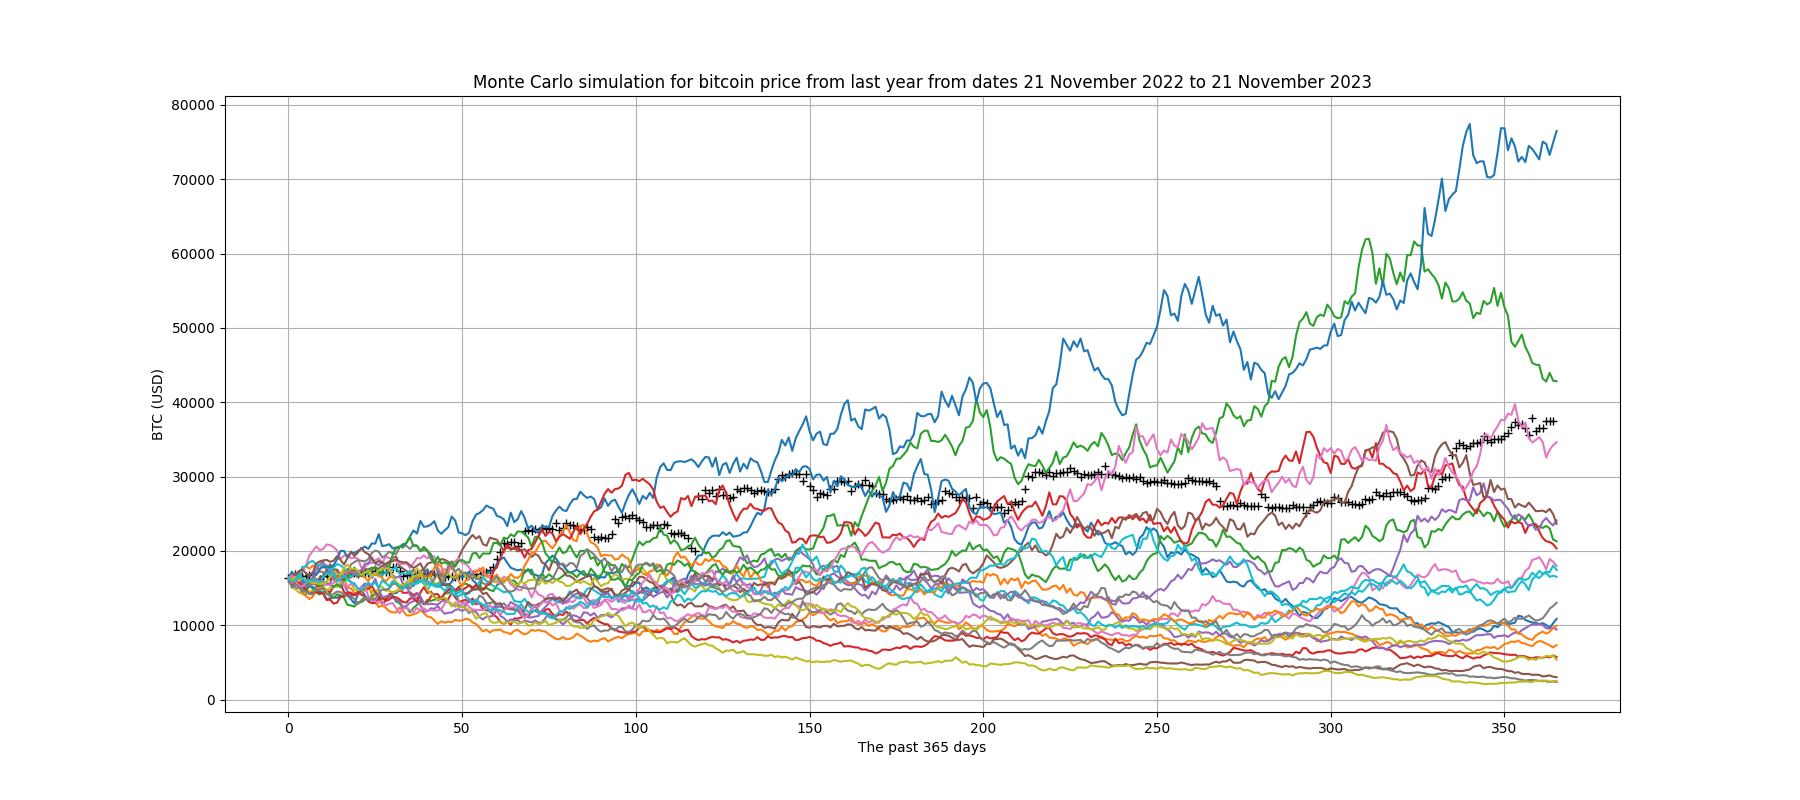 Monte Carlo simulation for bitcoin price from last year from dates 21 November 2022 to 21 November 2023
80000
70000
60000
50000
40000
30000
20000
10000
0
BTC (USD)
0 50 100 150 200 250 300 350
The past 365 days